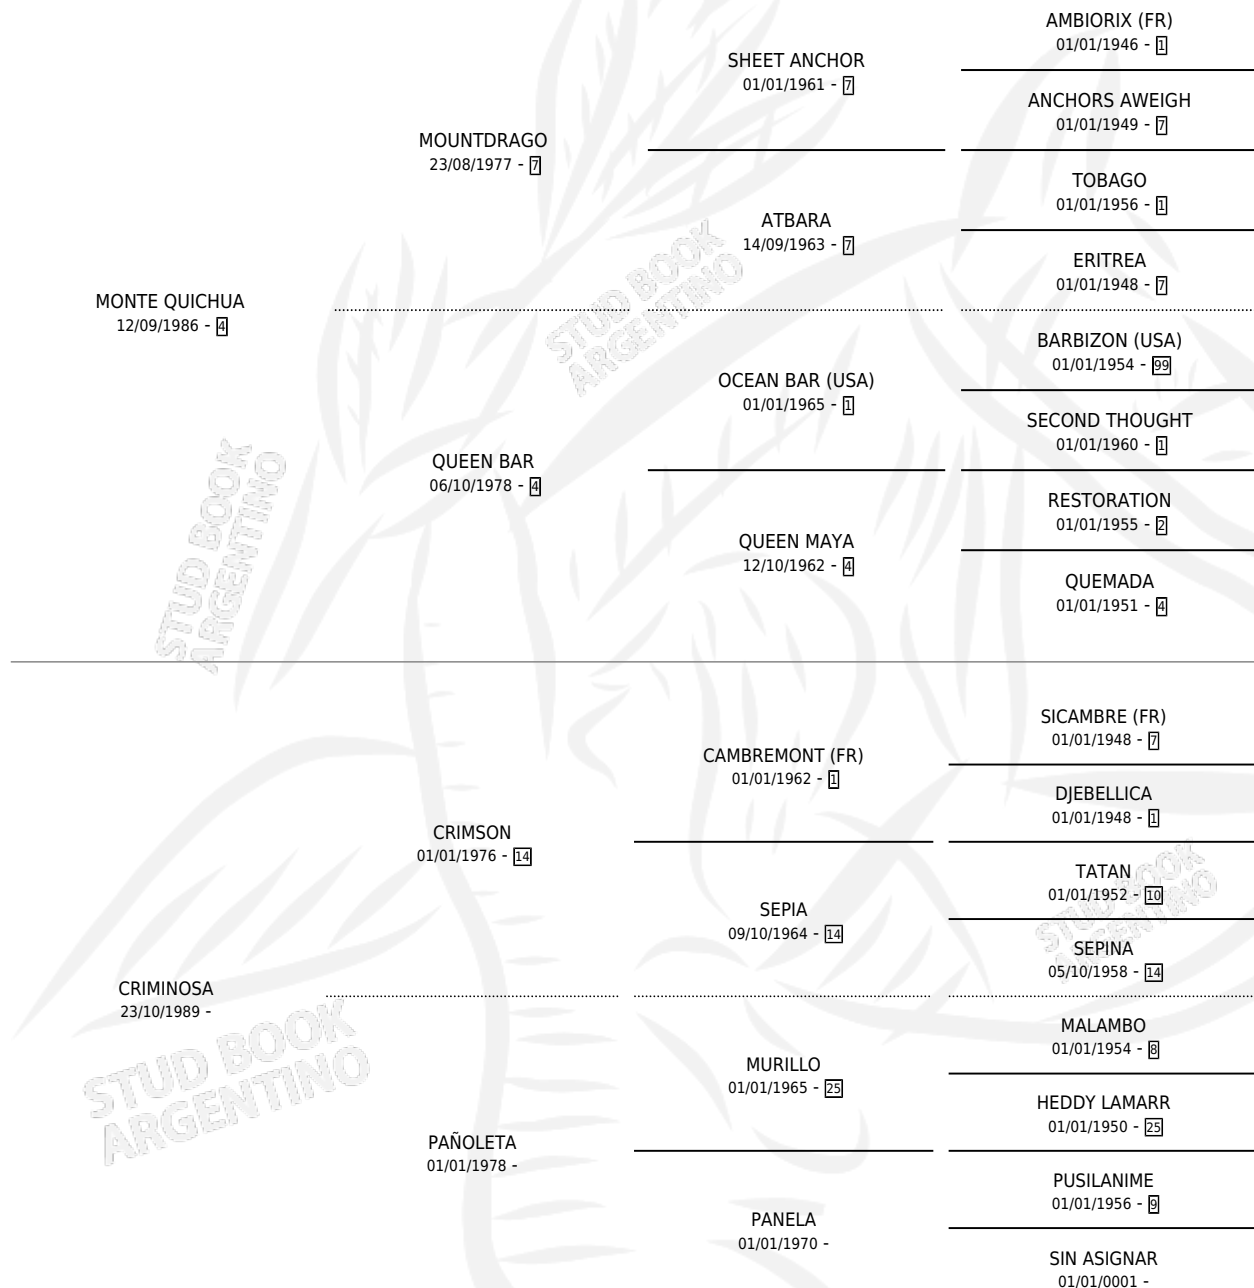 AMBIORIX (FR)
01/01/1946 - 1
SHEET ANCHOR
01/01/1961 - 7
ANCHORS AWEIGH
01/01/1949 - 7
MOUNTDRAGO
23/08/1977 - 7
TOBAGO
01/01/1956 - 1
ATBARA
14/09/1963 - 7
ERITREA
01/01/1948 - 7
MONTE QUICHUA
12/09/1986 - 4
STUD BOOK
ARGENTINO
BARBIZON (USA)
01/01/1954 - 99
OCEAN BAR (USA)
01/01/1965 - 1
SECOND THOUGHT
01/01/1960 - 1
QUEEN BAR
06/10/1978 - 4
RESTORATION
01/01/1955 - 2
QUEEN MAYA
12/10/1962 - 4
QUEMADA
01/01/1951 - 4
STUD BOOK
ARGENTINO
SICAMBRE (FR)
01/01/1948 - 7
CAMBREMONT (FR)
01/01/1962 - 1
DJEBELLICA
01/01/1948 - 1
CRIMSON
01/01/1976 - 14
TATAN
01/01/1952 - 10
SEPIA
09/10/1964 - 14
SEPINA
05/10/1958 - 14
STUD BOOK
ARGENTINO
CRIMINOSA
23/10/1989 -
MALAMBO
01/01/1954 - 8
MURILLO
01/01/1965 - 25
HEDDY LAMARR
01/01/1950 - 25
STUD BOOK
ARGENTINO
PAÑOLETA
01/01/1978 -
PUSILANIME
01/01/1956 - 9
PANELA
01/01/1970 -
SIN ASIGNAR
01/01/0001 -